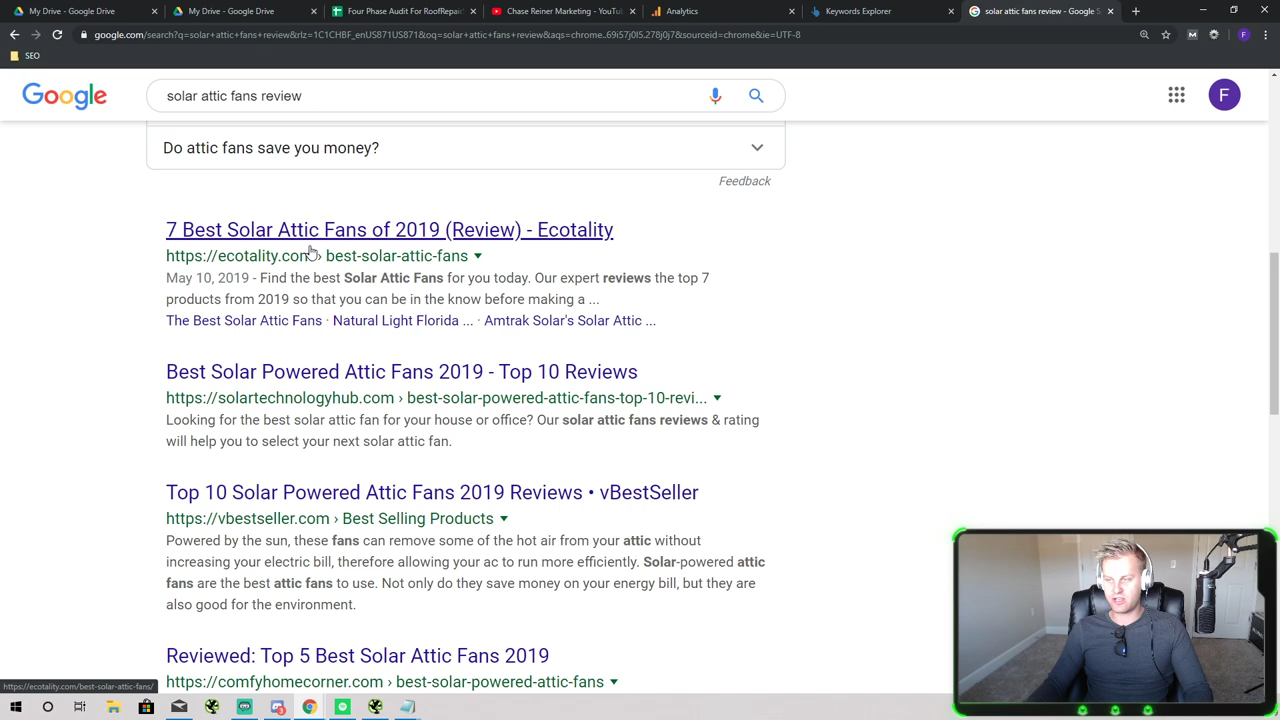 My Drive - Google Drive
My Drive - Google Drive
Four Phase Audit For RoofRepair
Chase Reiner Marketing - YouTu
Analytics
Keywords Explorer
solar attic fans review - Google S
google.com/search?q=solar+attic+fans+review&rlz=1C1CHBF_enUS871US871&oq=solar+attic+fans+review&aqs=chrome..69i57j0l5.278j0j7&sourceid=chrome&ie=UTF-8
SEO
F
Google
solar attic fans review
F
Do attic fans save you money?
Feedback
7 Best Solar Attic Fans of 2019 (Review) - Ecotality
https://ecotality.com › best-solar-attic-fans
May 10, 2019 - Find the best Solar Attic Fans for you today. Our expert reviews the top 7
products from 2019 so that you can be in the know before making a ...
The Best Solar Attic Fans · Natural Light Florida ... · Amtrak Solar's Solar Attic ...
Best Solar Powered Attic Fans 2019 - Top 10 Reviews
https://solartechnologyhub.com › best-solar-powered-attic-fans-top-10-revi...
Looking for the best solar attic fan for your house or office? Our solar attic fans reviews & rating
will help you to select your next solar attic fan.
Top 10 Solar Powered Attic Fans 2019 Reviews • vBestSeller
https://vbestseller.com › Best Selling Products
Powered by the sun, these fans can remove some of the hot air from your attic without
increasing your electric bill, therefore allowing your ac to run more efficiently. Solar-powered attic
fans are the best attic fans to use. Not only do they save money on your energy bill, but they are
also good for the environment.
Reviewed: Top 5 Best Solar Attic Fans 2019
https://comfyhomecorner.com › best-solar-powered-attic-fans
https://ecotality.com/best-solar-attic-fans/